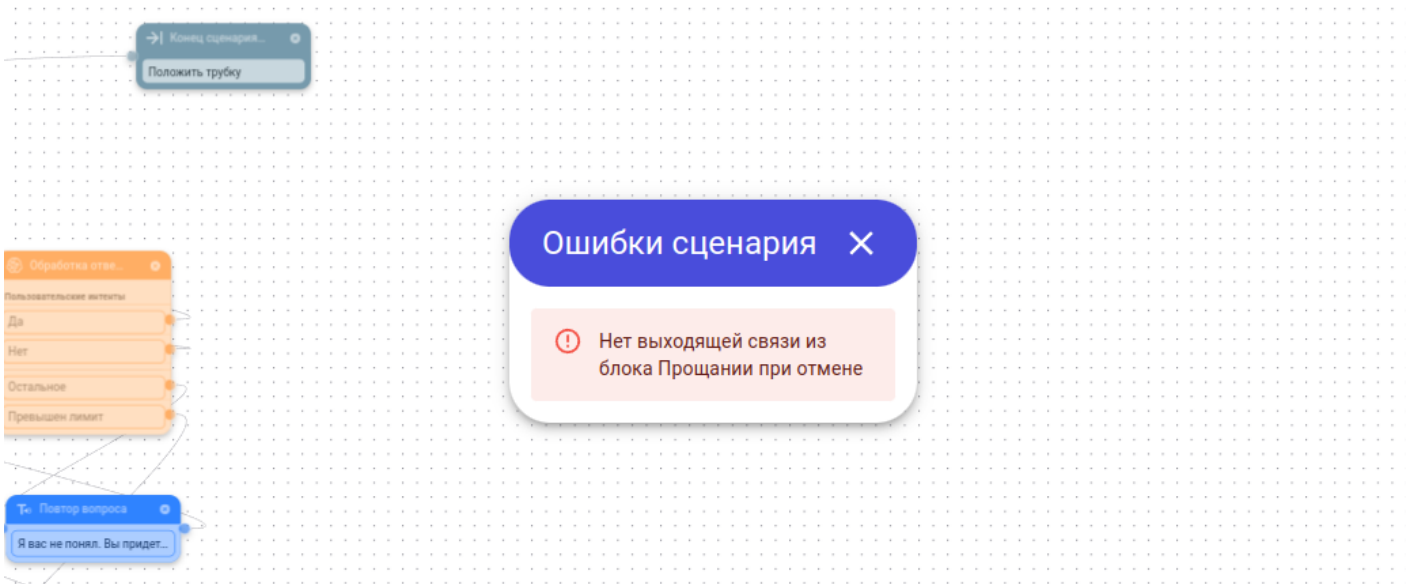 Конец сценария...
Положить трубку
Ошибки сценария
Обработка отве...
Пользовательские интенты
Да
Нет
Нет выходящей связи из
блока Прощании при отмене
Остальное
Превышен лимит
Повтор вопроса
Я вас не понял. Вы придет...